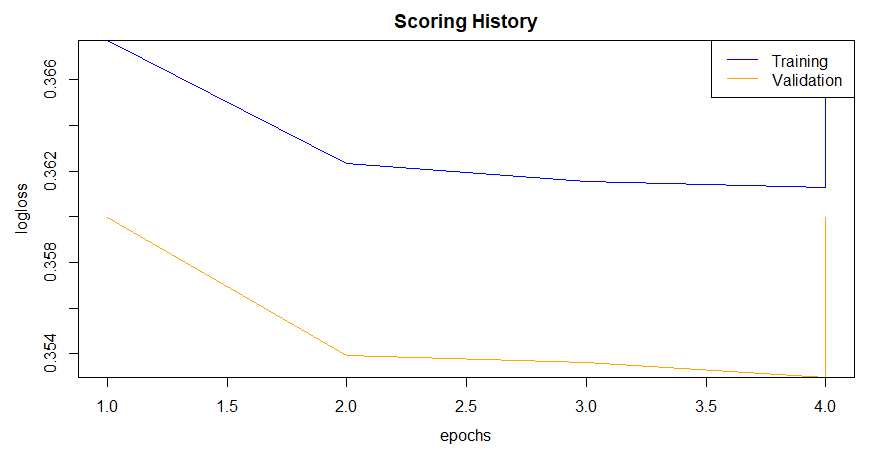 Scoring History
Training
Validation
0.366
0.362
0.358
0.354
logloss
1.0 1.5 2.0 2.5 3.0 3.5 4.0
epochs